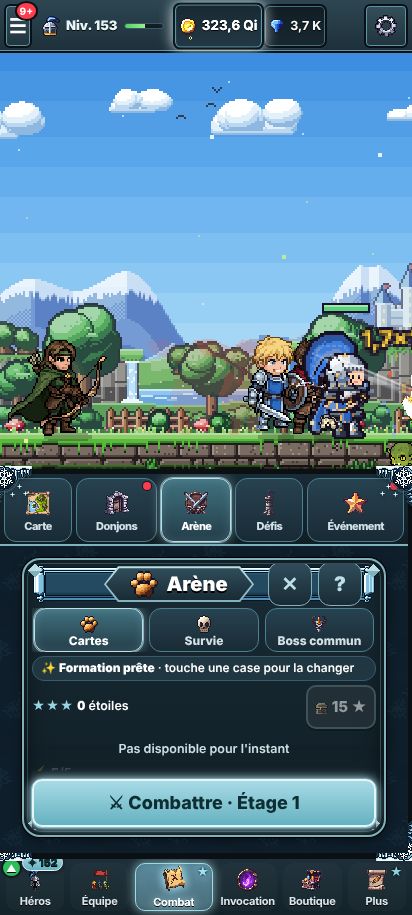 9+
Niv. 153
323,6 Qi
3,7 K
1,7
Carte
Donjons
Arène
Défis
Événement
Arène
✕
?
Cartes
Survie
Boss commun
✨ Formation prête · touche une case pour la changer
★★★ 0 étoiles
15 ★
Pas disponible pour l'instant
⚔ Combattre · Étage 1
162
Héros
Équipe
Combat
Invocation
Boutique
Plus